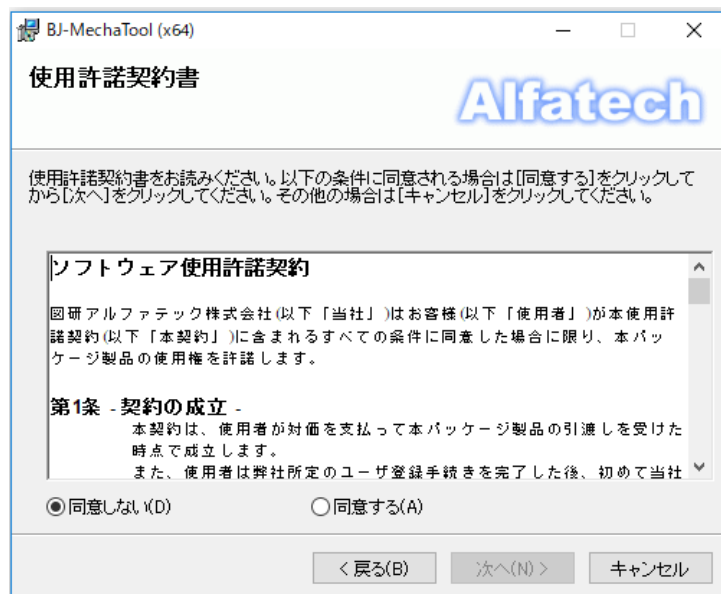 BJ-MechaTool (x64)
使用許諾契約書
Alfatech
使用許諾契約書をお読みください。以下の条件に同意される場合は[同意する]をクリックして
から[次へ]をクリックしてください。その他の場合は[キャンセル]をクリックしてください。
ソフトウェア使用許諾契約
図研アルファテック株式会社(以下「当社」)はお客様(以下「使用者」)が本使用許
諾契約(以下「本契約」)に含まれるすべての条件に同意した場合に限り、本パッ
ケージ製品の使用権を許諾します。
第1条 - 契約の成立 -
本契約は、使用者が対価を支払って本パッケージ製品の引渡しを受けた
時点で成立します。
また、使用者は弊社所定のユーザ登録手続きを完了した後、初めて当社
同意しない(D)
同意する(A)
< 戻る(B)
次へ(N) >
キャンセル